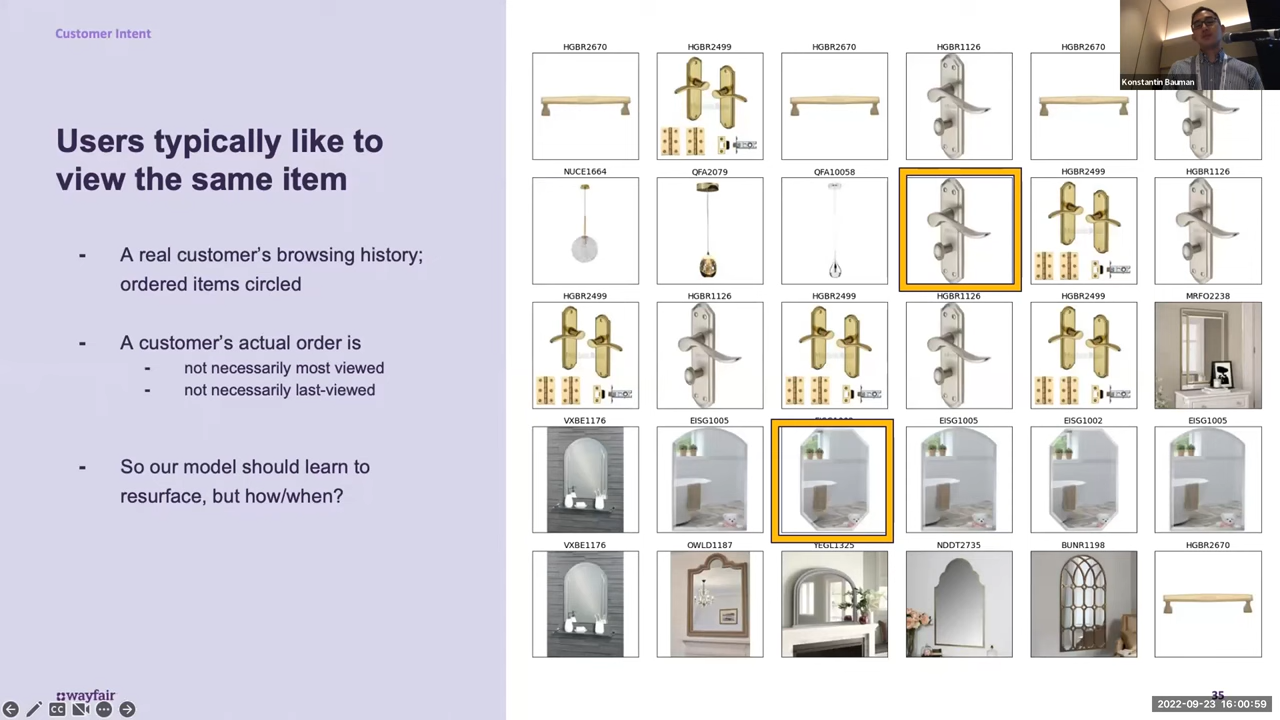 Customer Intent
Users typically like to
view the same item
- A real customer's browsing history;
ordered items circled
- A customer's actual order is
- not necessarily most viewed
- not necessarily last-viewed
- So our model should learn to
resurface, but how/when?
wayfair
HGBR2670 HGBR2499 HGBR2670 HGBR1126 HGBR2670
NUCE1664 QFA2079 QFA10058 HGBR2499 HGBR1126
HGBR2499 HGBR1126 HGBR2499 HGBR1126 HGBR2499 MRFO2238
VXBE1176 EISG1005 EISG1005 EISG1002 EISG1005
VXBE1176 OWLD1187 YEGL1325 NDDT2735 BUNR1198 HGBR2670
Konstantin Bauman
35
2022-09-23 16:00:59
CC